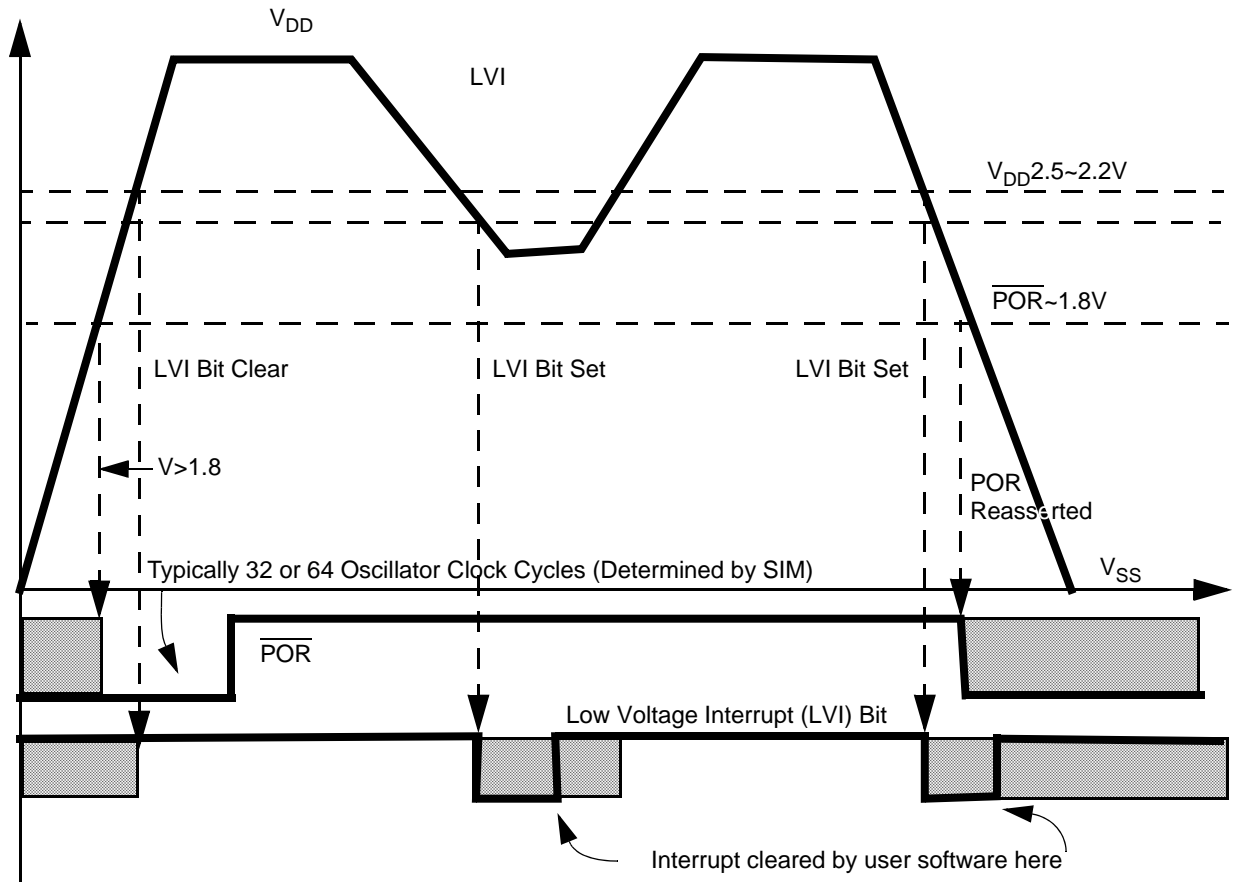 VDD
LVI
VDD2.5~2.2V
POR~1.8V
LVI Bit Clear
LVI Bit Set
LVI Bit Set
V>1.8
POR
Reasserted
Typically 32 or 64 Oscillator Clock Cycles (Determined by SIM)
VSS
POR
Low Voltage Interrupt (LVI) Bit
Interrupt cleared by user software here